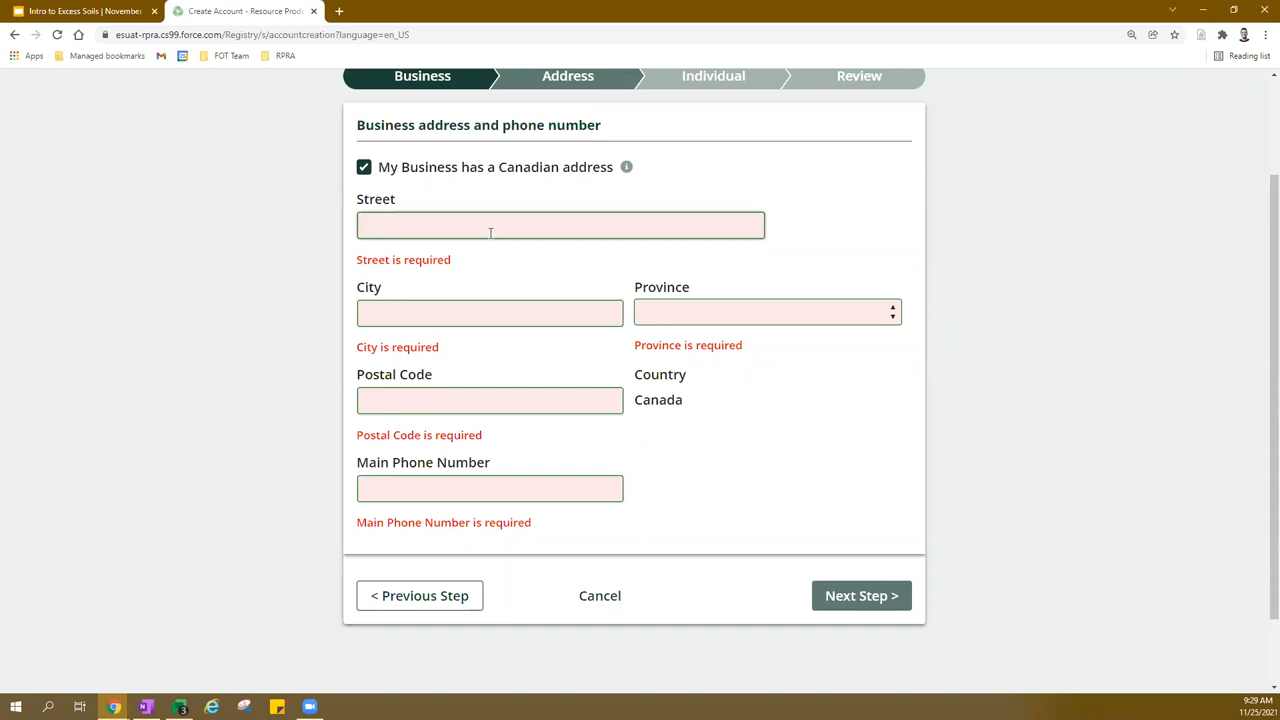 Intro to Excess Soils | November
Create Account - Resource Produ
esuat-rpra.cs99.force.com/Registry/s/accountcreation?language=en_US
Apps
Managed bookmarks
FOT Team
RPRA
Reading list
Business
Address
Individual
Review
Business address and phone number
My Business has a Canadian address
Street
Street is required
City
Province
City is required
Province is required
Postal Code
Country
Canada
Postal Code is required
Main Phone Number
Main Phone Number is required
< Previous Step
Cancel
Next Step >
9:29 AM
11/25/2021